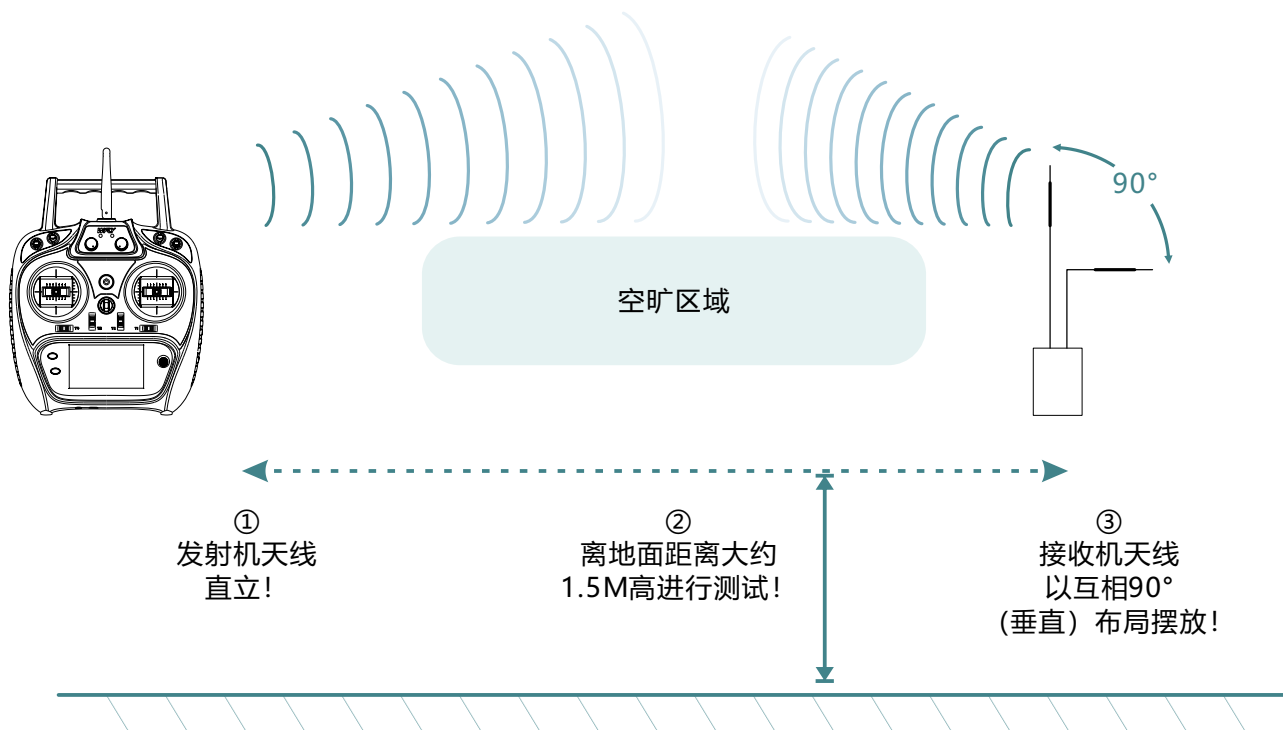 90°
空旷区域
①
发射机天线
直立！
②
离地面距离大约
1.5M高进行测试！
③
接收机天线
以互相90°
(垂直）布局摆放！